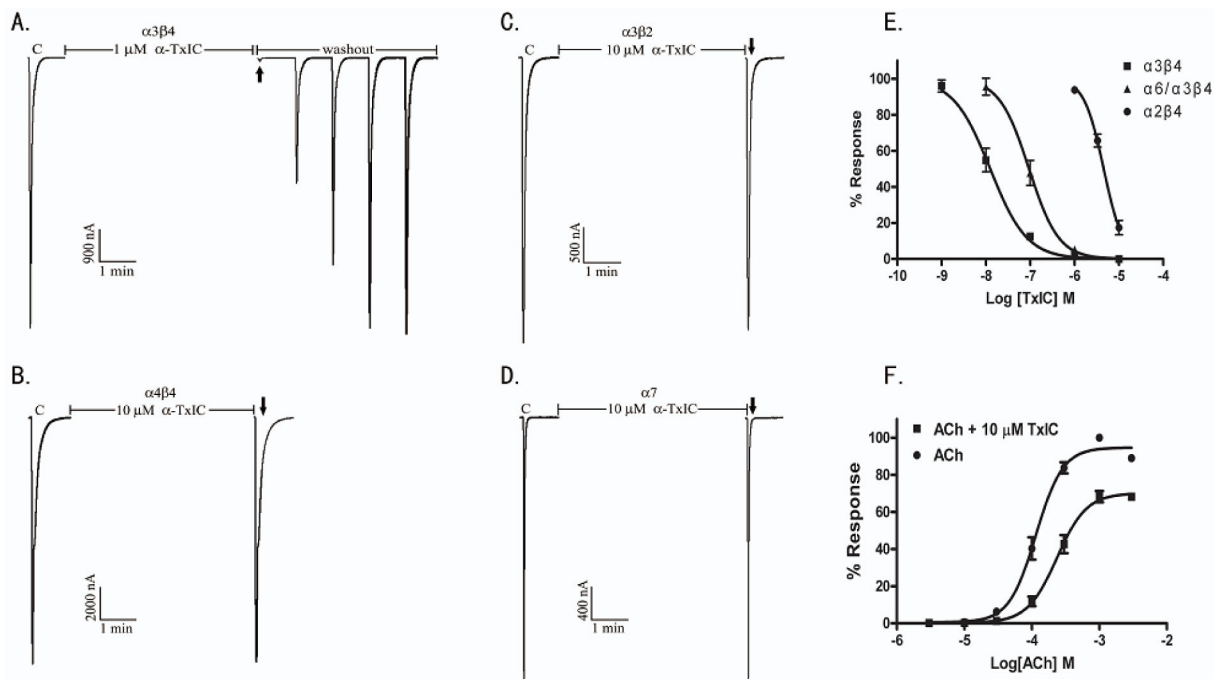 A.
α3β4
C
1 μM α-TxIC
washout
900 nA
1 min
B.
α4β4
C
10 μM α-TxIC
2000 nA
1 min
C.
α3β2
C
10 μM α-TxIC
500 nA
1 min
D.
α7
C
10 μM α-TxIC
400 nA
1 min
E.
α3β4
α6/α3β4
α2β4
% Response
100
80
60
40
20
0
-10 -9 -8 -7 -6 -5 -4
Log [TxIC] M
F.
ACh + 10 μM TxIC
ACh
% Response
100
80
60
40
20
0
-6 -5 -4 -3 -2
Log[ACh] M